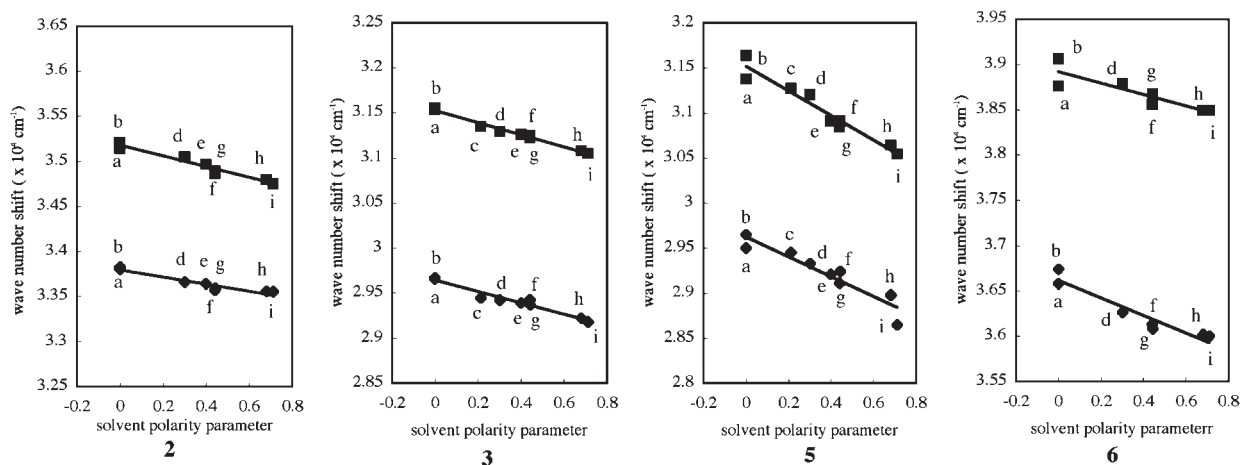 wave number shift ( x 10⁴ cm⁻¹)
3.65
3.6
3.55
3.5
3.45
3.4
3.35
3.3
3.25
b
a
d
e
g
f
h
i
b
a
d
e
g
f
h
i
-0.2 0 0.2 0.4 0.6 0.8
solvent polarity parameter
2
wave number shift ( x 10⁴ cm⁻¹)
3.25
3.2
3.15
3.1
3.05
3
2.95
2.9
2.85
b
a
c
d
e
f
g
h
i
b
a
c
d
e
f
g
h
i
-0.2 0 0.2 0.4 0.6 0.8
solvent polarity parameter
3
wave number shift ( x 10⁴ cm⁻¹)
3.2
3.15
3.1
3.05
3
2.95
2.9
2.85
2.8
b
a
c
d
e
f
g
h
i
b
a
c
d
e
f
g
h
i
-0.2 0 0.2 0.4 0.6 0.8
solvent polarity parameter
5
wave number shift ( x 10⁴ cm⁻¹)
3.95
3.9
3.85
3.8
3.75
3.7
3.65
3.6
3.55
b
a
d
g
f
h
i
b
a
d
f
g
h
i
-0.2 0 0.2 0.4 0.6 0.8
solvent polarity parameterr
6